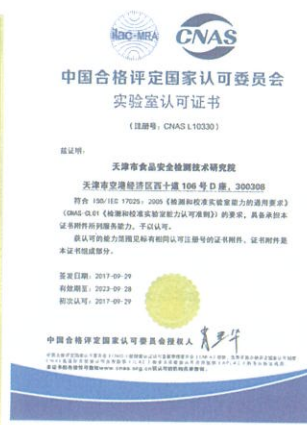 ilac-MRA
CNAS
中国合格评定国家认可委员会
实验室认可证书
(注册号：CNAS L10330)
兹证明：
天津市食品安全检测技术研究院
天津市空港经济区西十道 106 号 D 座，300308
符合 ISO/IEC 17025：2005《检测和校准实验室能力的通用要求》
(CNAS-CL01《检测和校准实验室能力认可准则》) 的要求，具备承担本
证书附件所列服务能力，予以认可。
获认可的能力范围见标有相同认可注册号的证书附件，证书附件是
本证书组成部分。
签发日期：2017-09-29
有效期至：2023-09-28
初次认可：2017-09-29
中国合格评定国家认可委员会授权人